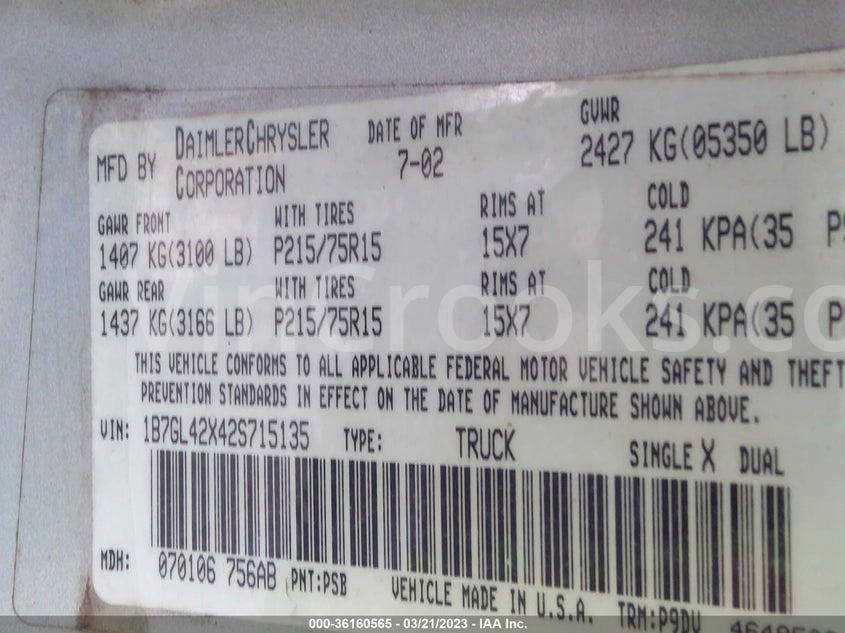 MFD BY DAIMLERCHRYSLER CORPORATION DATE OF MFR 7-02 GVWR 2427 KG(05350 LB)
GAWR FRONT WITH TIRES RIMS AT COLD
1407 KG(3100 LB) P215/75R15 15X7 241 KPA(35
GAWR REAR WITH TIRES RIMS AT COLD
1437 KG(3166 LB) P215/75R15 15X7 241 KPA(35
THIS VEHICLE CONFORMS TO ALL APPLICABLE FEDERAL MOTOR VEHICLE SAFETY AND THEFT
PREVENTION STANDARDS IN EFFECT ON THE DATE OF MANUFACTURE SHOWN ABOVE.
VIN: 1B7GL42X42S715135 TYPE: TRUCK SINGLE X DUAL
MDH: 070106 756AB PNT:PSB VEHICLE MADE IN U.S.A. TRM:P9DV
VinCrooks.co
000-36160565 - 03/21/2023 - IAA Inc.